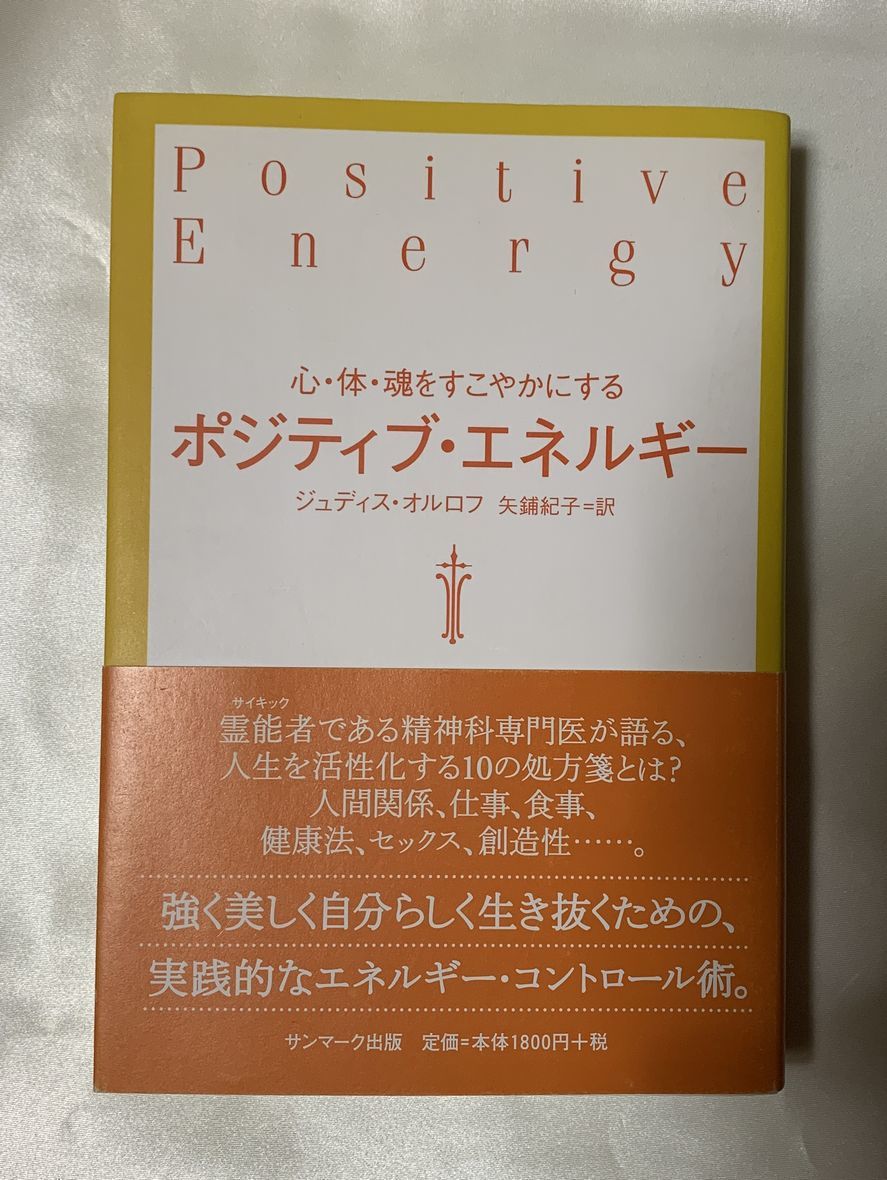 Positive
Energy
心・体・魂をすこやかにする
ポジティブ・エネルギー
ジュディス・オルロフ 矢鋪紀子=訳
サイキック
霊能者である精神科専門医が語る、
人生を活性化する10の処方箋とは?
人間関係、仕事、食事、
健康法、セックス、創造性……。
強く美しく自分らしく生き抜くための、
実践的なエネルギー・コントロール術。
サンマーク出版 定価=本体1800円+税